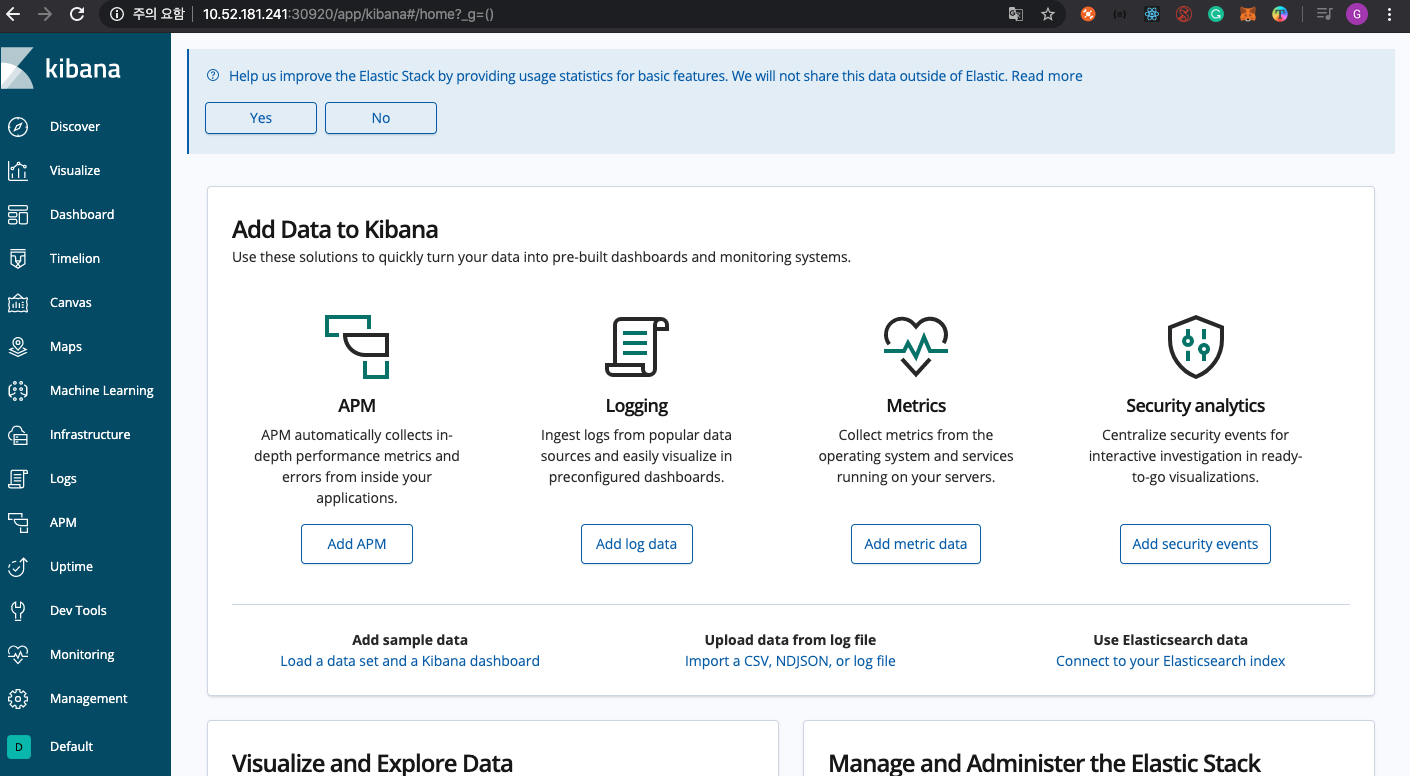 주의 요함
10.52.181.241:30920/app/kibana#/home?_g=()
G
kibana
Discover
Visualize
Dashboard
Timelion
Canvas
Maps
Machine Learning
Infrastructure
Logs
APM
Uptime
Dev Tools
Monitoring
Management
D
Default
Help us improve the Elastic Stack by providing usage statistics for basic features. We will not share this data outside of Elastic. Read more
Yes
No
Add Data to Kibana
Use these solutions to quickly turn your data into pre-built dashboards and monitoring systems.
APM
APM automatically collects in-
depth performance metrics and
errors from inside your
applications.
Add APM
Logging
Ingest logs from popular data
sources and easily visualize in
preconfigured dashboards.
Add log data
Metrics
Collect metrics from the
operating system and services
running on your servers.
Add metric data
Security analytics
Centralize security events for
interactive investigation in ready-
to-go visualizations.
Add security events
Add sample data
Load a data set and a Kibana dashboard
Upload data from log file
Import a CSV, NDJSON, or log file
Use Elasticsearch data
Connect to your Elasticsearch index
Visualize and Explore Data
Manage and Administer the Elastic Stack